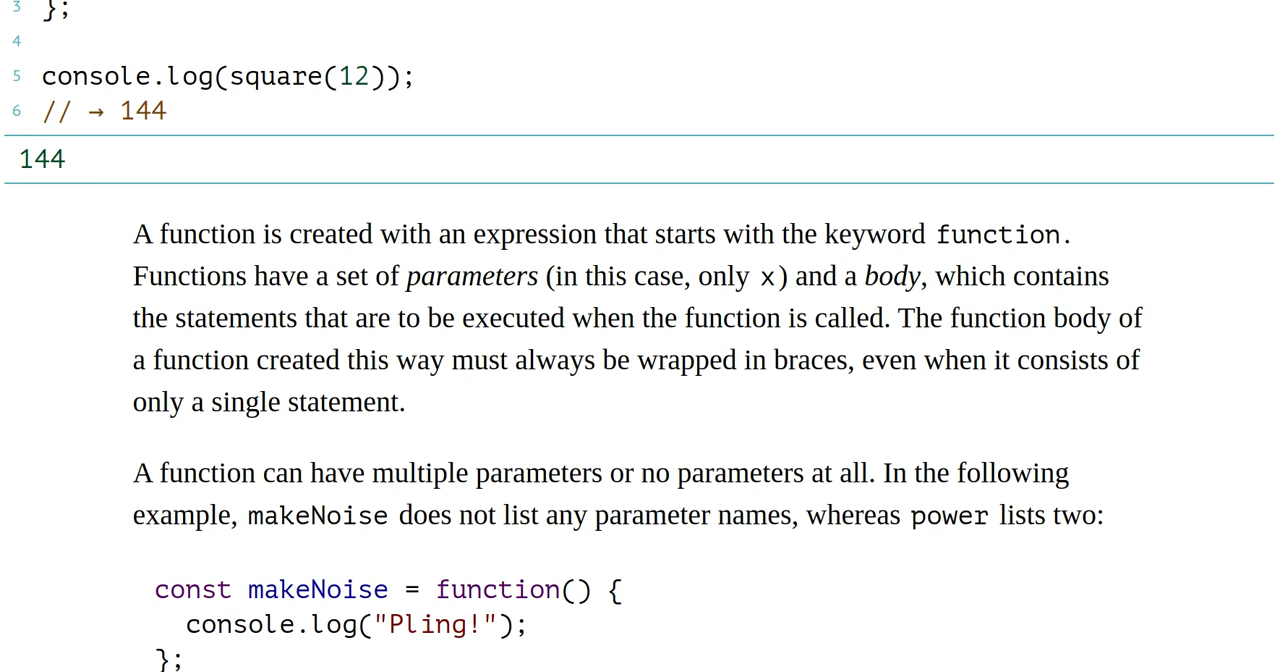 3 };
4
5 console.log(square(12));
6 // → 144
144
A function is created with an expression that starts with the keyword function.
Functions have a set of parameters (in this case, only x) and a body, which contains
the statements that are to be executed when the function is called. The function body of
a function created this way must always be wrapped in braces, even when it consists of
only a single statement.
A function can have multiple parameters or no parameters at all. In the following
example, makeNoise does not list any parameter names, whereas power lists two:
const makeNoise = function() {
console.log("Pling!");
};